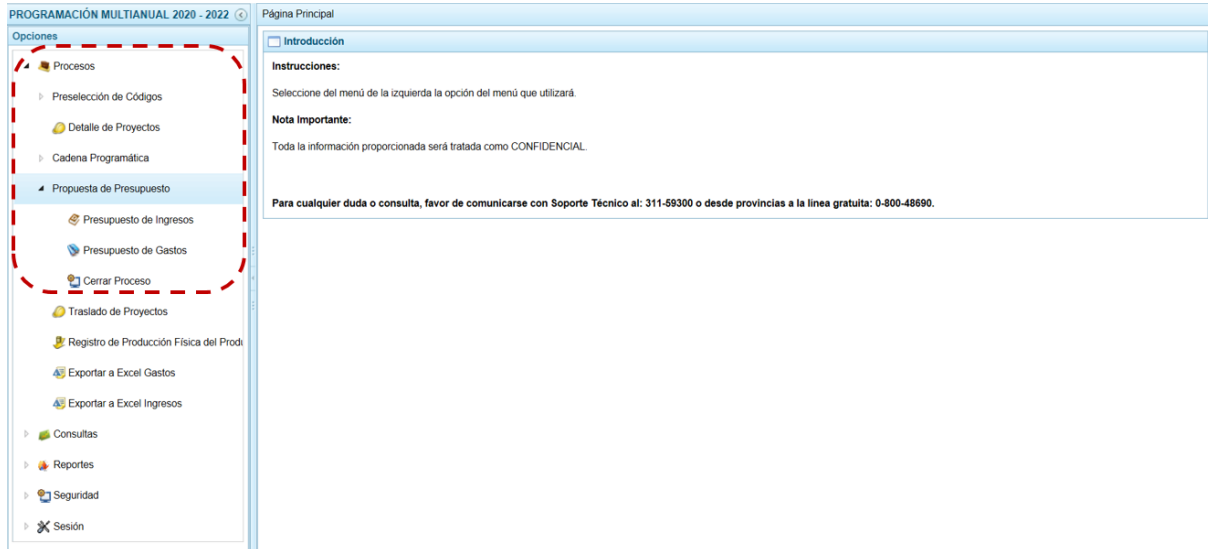 PROGRAMACIÓN MULTIANUAL 2020 - 2022
Opciones
Procesos
Preselección de Códigos
Detalle de Proyectos
Cadena Programática
Propuesta de Presupuesto
Presupuesto de Ingresos
Presupuesto de Gastos
Cerrar Proceso
Traslado de Proyectos
Registro de Producción Física del Produ
Exportar a Excel Gastos
Exportar a Excel Ingresos
Consultas
Reportes
Seguridad
Sesión
Página Principal
Introducción
Instrucciones:
Seleccione del menú de la izquierda la opción del menú que utilizará.
Nota Importante:
Toda la información proporcionada será tratada como CONFIDENCIAL.
Para cualquier duda o consulta, favor de comunicarse con Soporte Técnico al: 311-59300 o desde provincias a la linea gratuita: 0-800-48690.